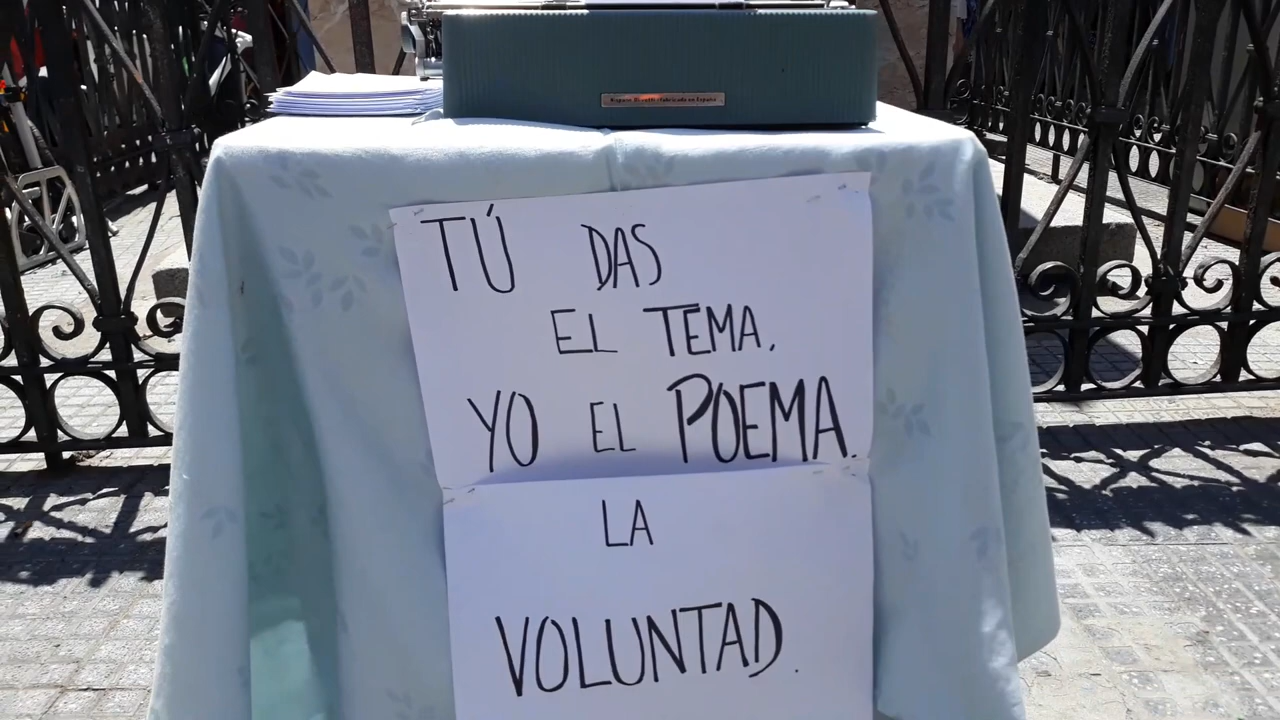 TÚ DAS
EL TEMA,
YO EL POEMA.
LA
VOLUNTAD.